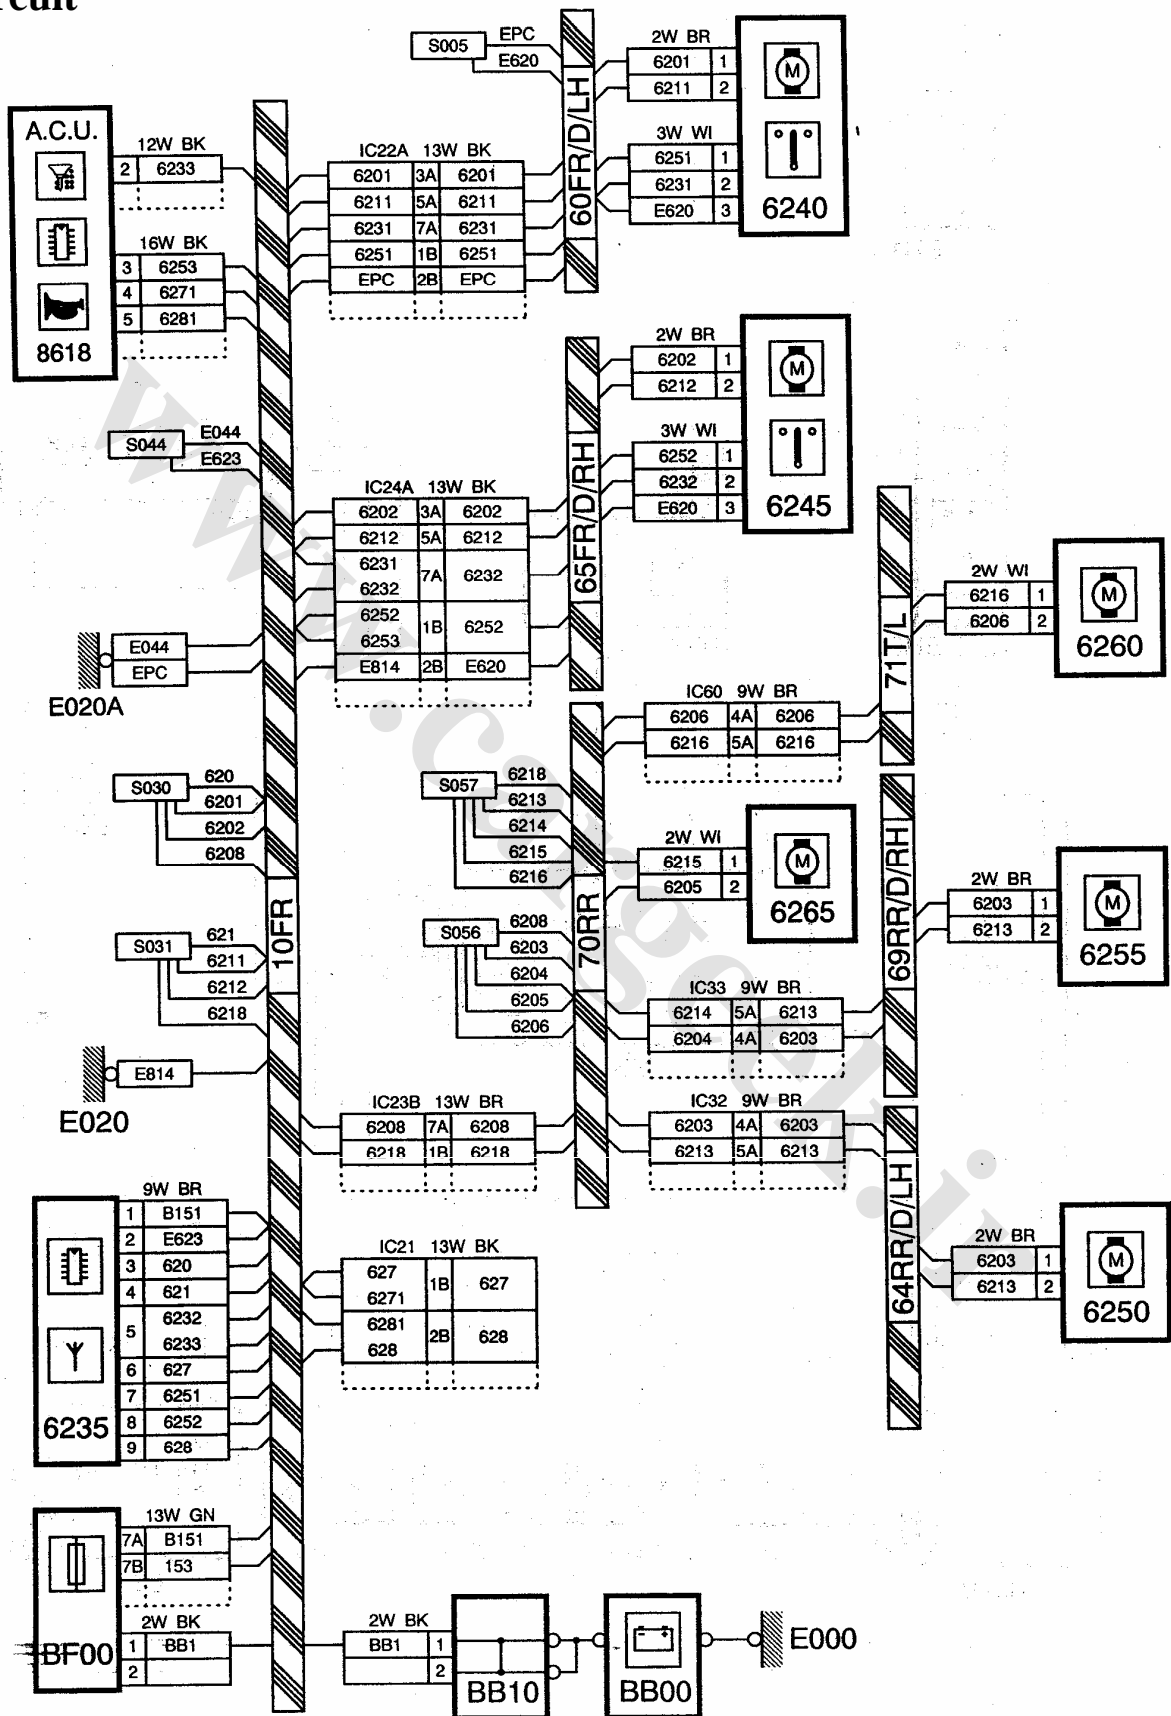 rcuit
S005
EPC
E620
60FR/D/LH
2W BR
6201 1
6211 2
3W WI
6251 1
6231 2
E620 3
M
6240
A.C.U.
8618
12W BK
2 6233
16W BK
3 6253
4 6271
5 6281
IC22A 13W BK
6201 3A 6201
6211 5A 6211
6231 7A 6231
6251 1B 6251
EPC 2B EPC
S044
E044
E623
65FR/D/RH
2W BR
6202 1
6212 2
3W WI
6252 1
6232 2
E620 3
M
6245
IC24A 13W BK
6202 3A 6202
6212 5A 6212
6231
6232
7A 6232
6252
6253
1B 6252
E814 2B E620
E044
EPC
E020A
71T/L
2W WI
6216 1
6206 2
M
6260
IC60 9W BR
6206 4A 6206
6216 5A 6216
S030
620
6201
6202
6208
S057
6218
6213
6214
6215
6216
2W WI
6215 1
6205 2
M
6265
69RR/D/RH
2W BR
6203 1
6213 2
M
6255
10FR
70RR
S031
621
6211
6212
6218
S056
6208
6203
6204
6205
6206
IC33 9W BR
6214 5A 6213
6204 4A 6203
E814
E020
IC23B 13W BR
6208 7A 6208
6218 1B 6218
IC32 9W BR
6203 4A 6203
6213 5A 6213
64RR/D/LH
2W BR
6203 1
6213 2
M
6250
9W BR
1 B151
2 E623
3 620
4 621
5 6232
6233
6 627
7 6251
8 6252
9 628
6235
IC21 13W BK
627
6271
1B 627
6281
628
2B 628
13W GN
7A B151
7B 153
2W BK
1 BB1
2
BF00
2W BK
BB1 1
2
BB10
BB00
E000
www.cargeek.ir